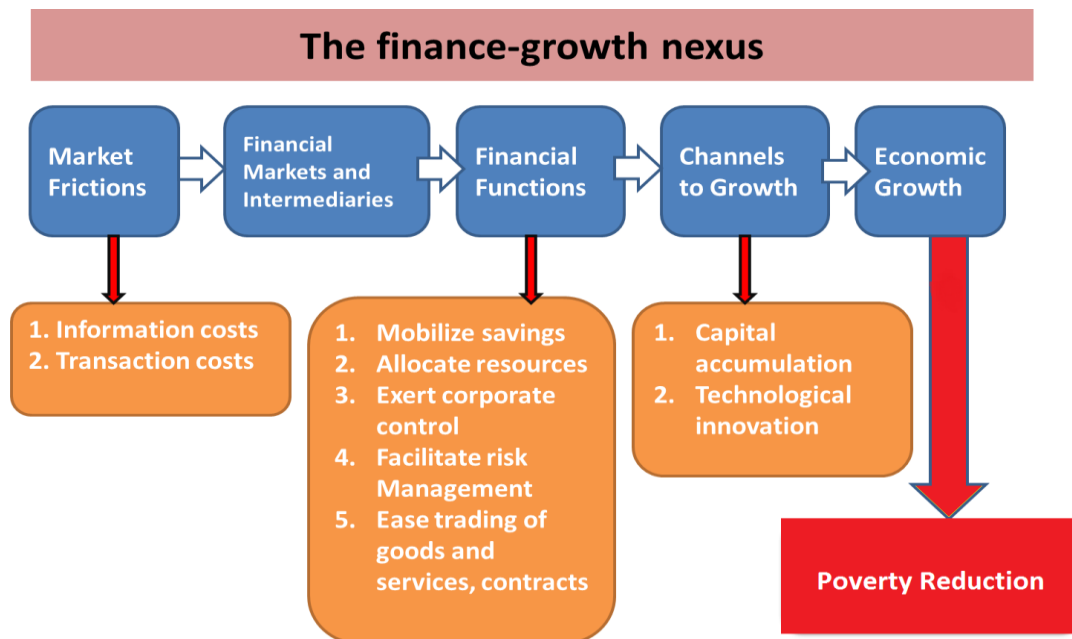 The finance-growth nexus
Market
Frictions
Financial
Markets and
Intermediaries
Financial
Functions
Channels
to Growth
Economic
Growth
1. Information costs
2. Transaction costs
1. Mobilize savings
2. Allocate resources
3. Exert corporate
control
4. Facilitate risk
Management
5. Ease trading of
goods and
services, contracts
1. Capital
accumulation
2. Technological
innovation
Poverty Reduction